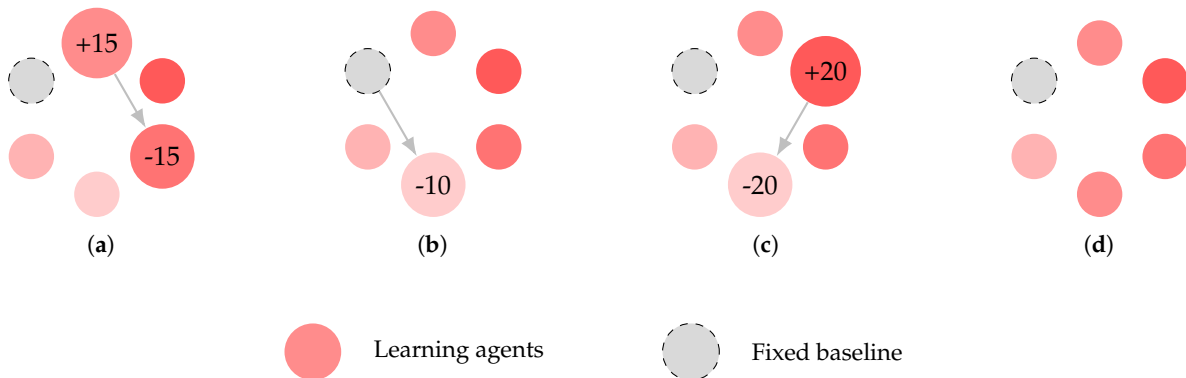 +15
-15
(a)
-10
(b)
+20
-20
(c)
(d)
Learning agents
Fixed baseline